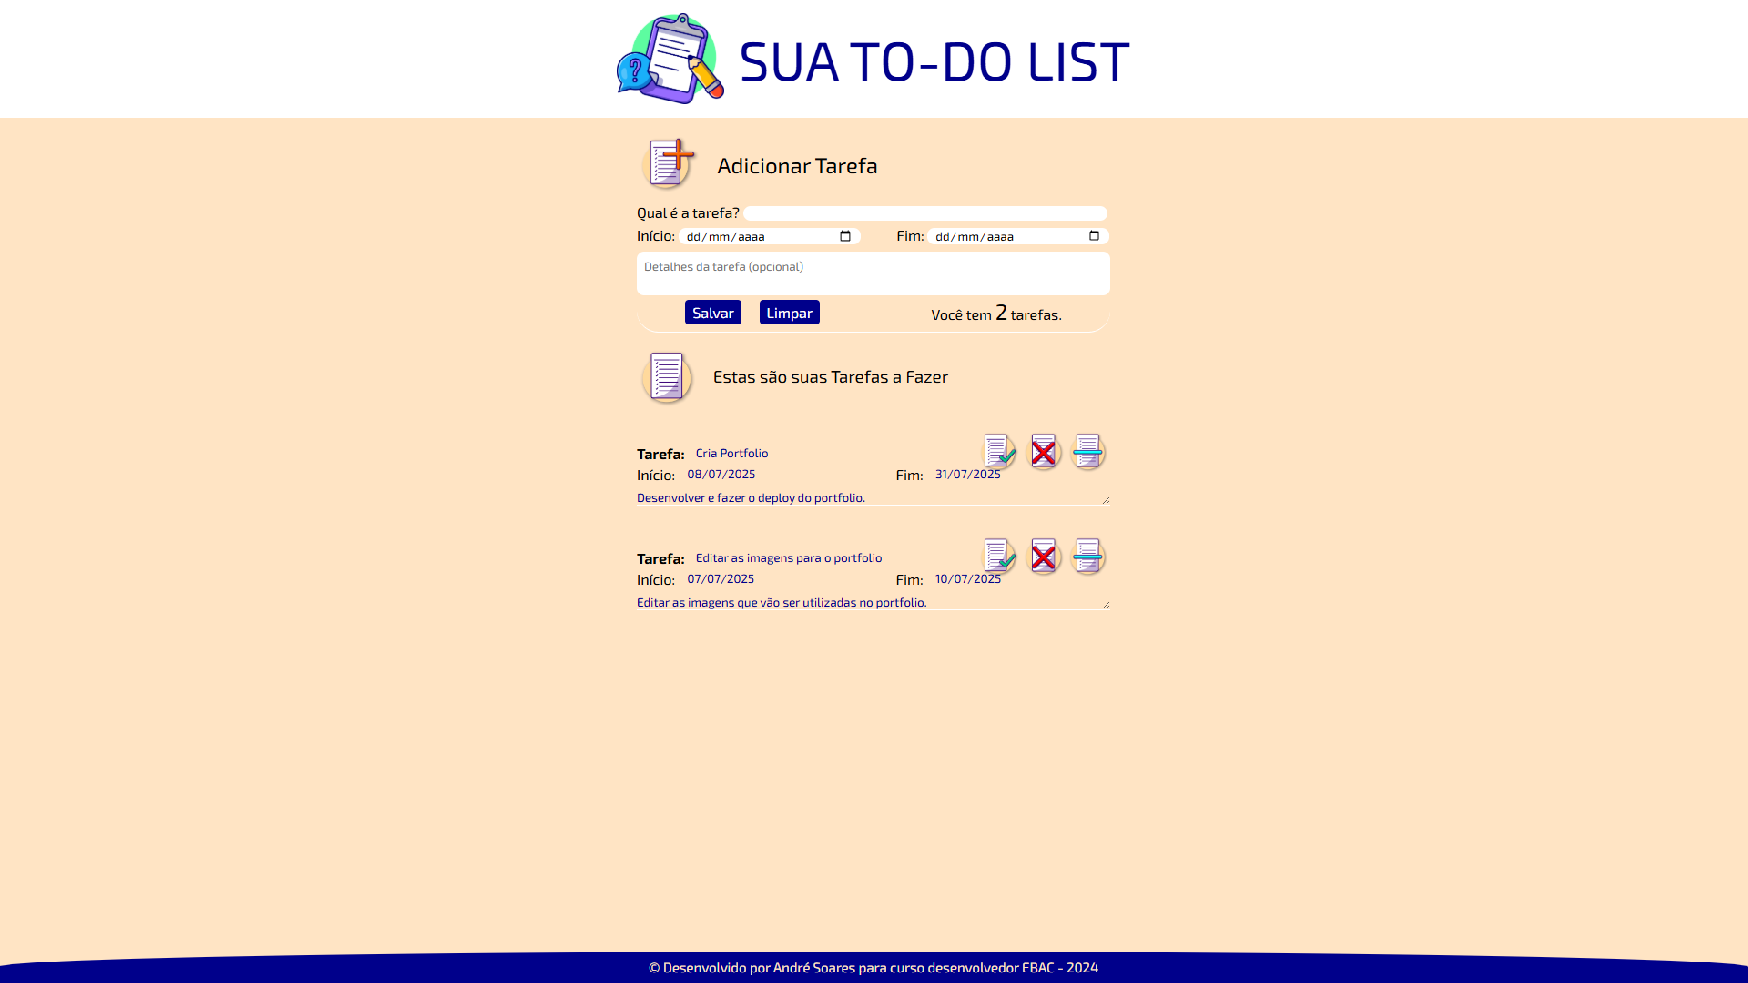 SUA TO-DO LIST
Adicionar Tarefa
Qual é a tarefa?
Início: dd/mm/aaaa Fim: dd/mm/aaaa
Detalhes da tarefa (opcional)
Salvar Limpar Você tem 2 tarefas.
Estas são suas Tarefas a Fazer
Tarefa: Cria Portfolio
Início: 08/07/2025 Fim: 31/07/2025
Desenvolver e fazer o deploy do portfolio.
Tarefa: Editar as imagens para o portfolio
Início: 07/07/2025 Fim: 10/07/2025
Editar as imagens que vão ser utilizadas no portfolio.
© Desenvolvido por André Soares para curso desenvolvedor EBAC - 2024